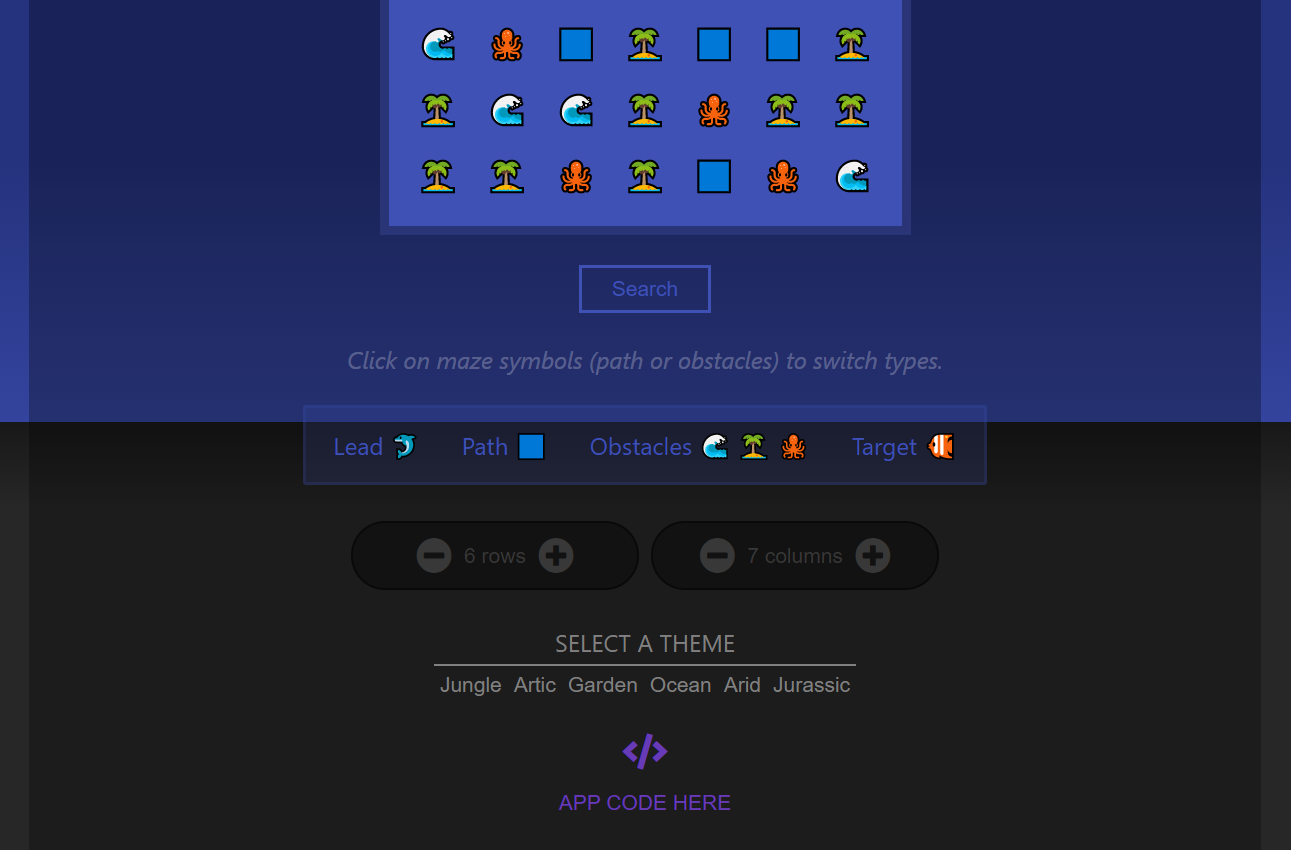 Search
Click on maze symbols (path or obstacles) to switch types.
Lead Path Obstacles Target
6 rows 7 columns
SELECT A THEME
Jungle Artic Garden Ocean Arid Jurassic
</>
APP CODE HERE